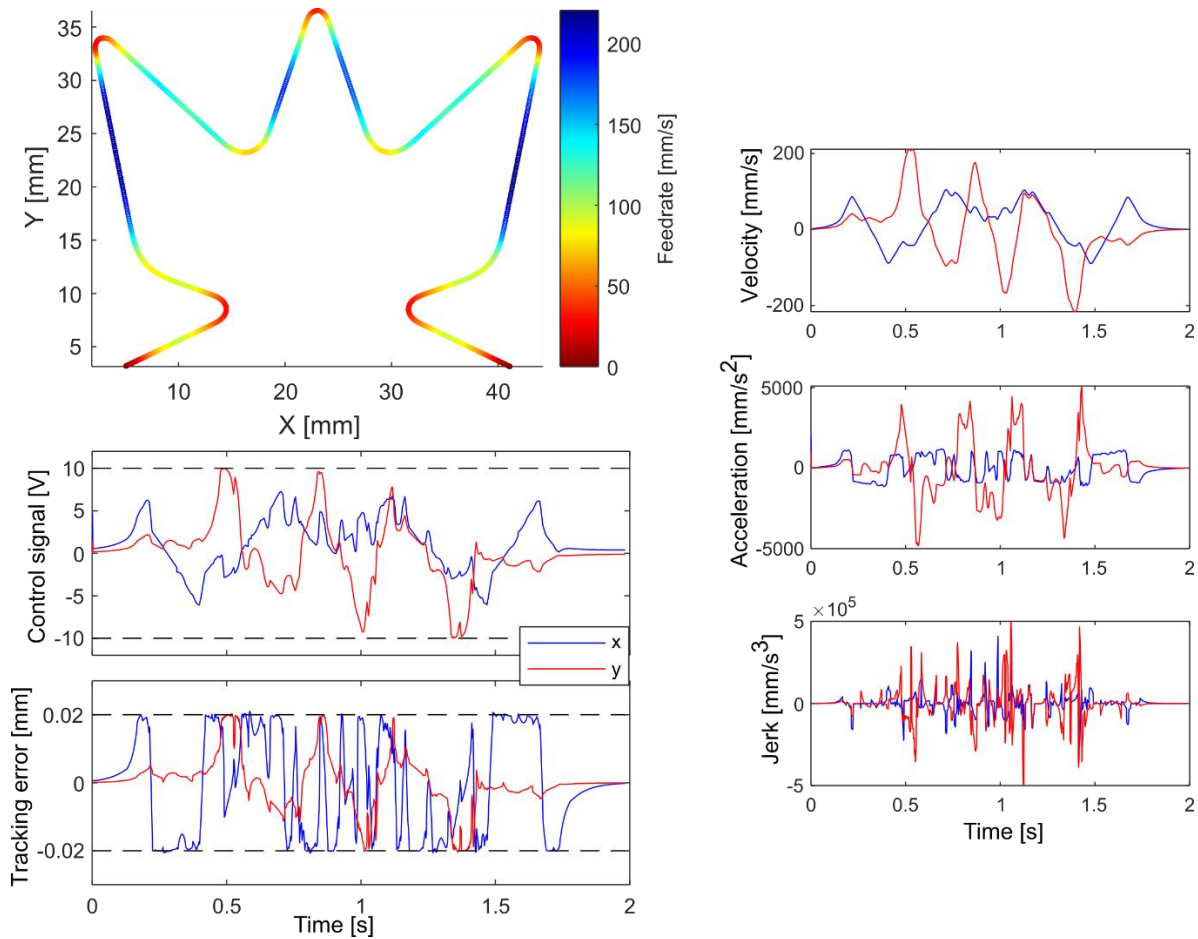 35
30
25
20
15
10
5
Y [mm]
10 20 30 40
X [mm]
200
150
100
50
0
Feedrate [mm/s]
10
5
0
-5
-10
Control signal [V]
x
y
0.02
0
-0.02
Tracking error [mm]
0 0.5 1 1.5 2
Time [s]
200
0
-200
Velocity [mm/s]
0 0.5 1 1.5 2
5000
0
-5000
Acceleration [mm/s²]
0 0.5 1 1.5 2
×10⁵
5
0
-5
Jerk [mm/s³]
0 0.5 1 1.5 2
Time [s]